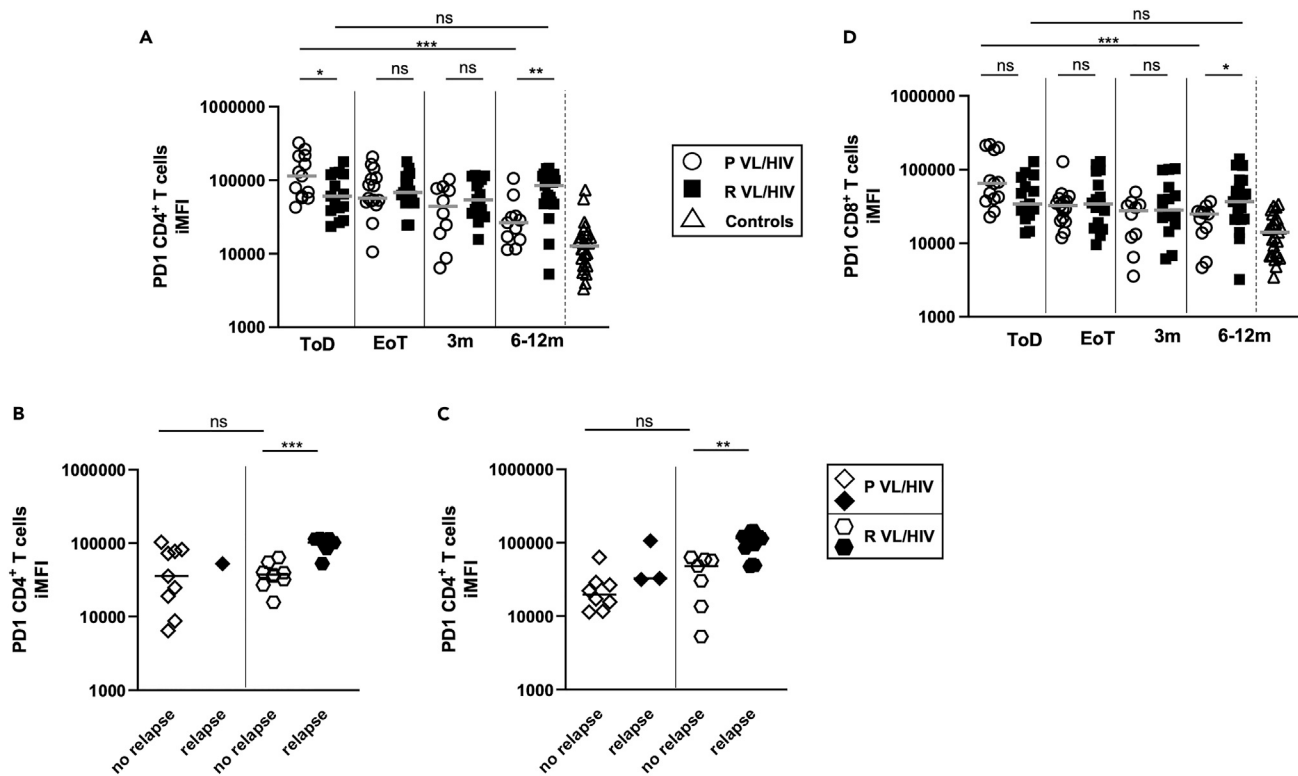 A
ns
***
*
ns
ns
**
PD1 CD4⁺ T cells
iMFI
1000000
100000
10000
1000
ToD
EoT
3m
6-12m
P VL/HIV
R VL/HIV
Controls
D
ns
***
ns
ns
ns
*
PD1 CD8⁺ T cells
iMFI
1000000
100000
10000
1000
ToD
EoT
3m
6-12m
B
ns
***
PD1 CD4⁺ T cells
iMFI
1000000
100000
10000
1000
no relapse
relapse
no relapse
relapse
C
ns
**
PD1 CD4⁺ T cells
iMFI
1000000
100000
10000
1000
no relapse
relapse
no relapse
relapse
P VL/HIV
R VL/HIV